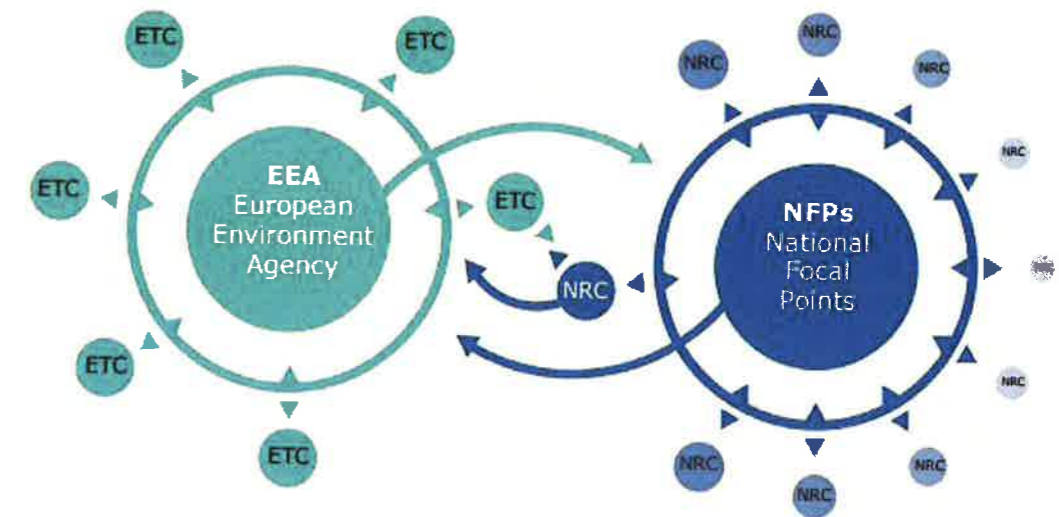 ETC
ETC
NRC
NRC
NRC
ETC
EEA
European
Environment
Agency
ETC
NRC
NFPs
National
Focal
Points
NRC
ETC
NRC
ETC
NRC
NRC
NRC